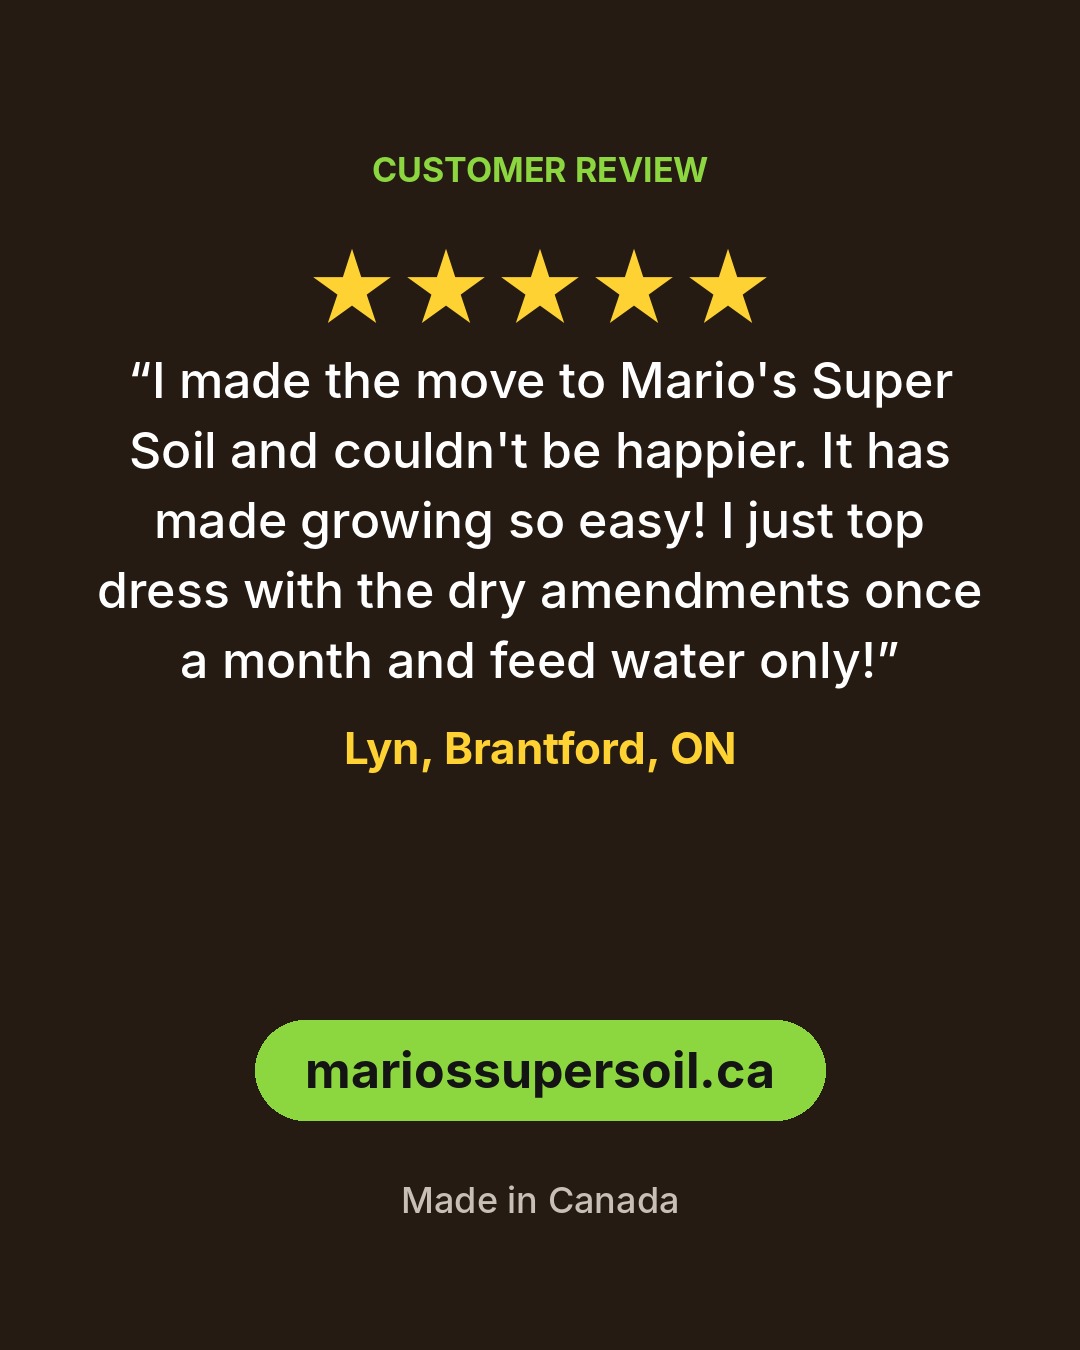 CUSTOMER REVIEW
“I made the move to Mario's Super
Soil and couldn't be happier. It has
made growing so easy! I just top
dress with the dry amendments once
a month and feed water only!”
Lyn, Brantford, ON
mariossupersoil.ca
Made in Canada